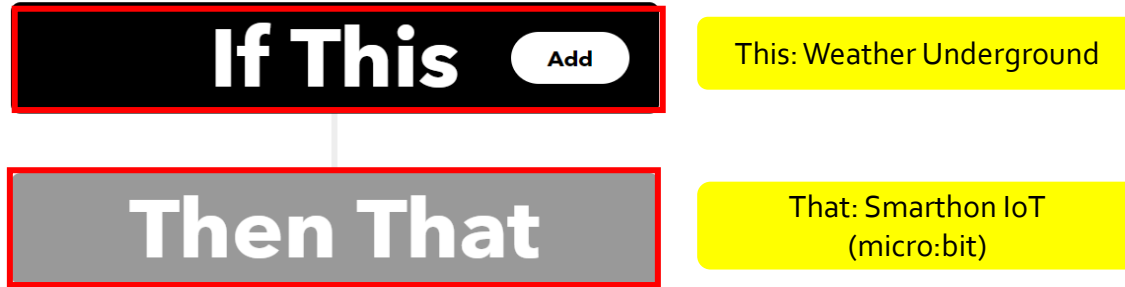 If This
Add
This: Weather Underground
Then That
That: Smarthon IoT
(micro:bit)